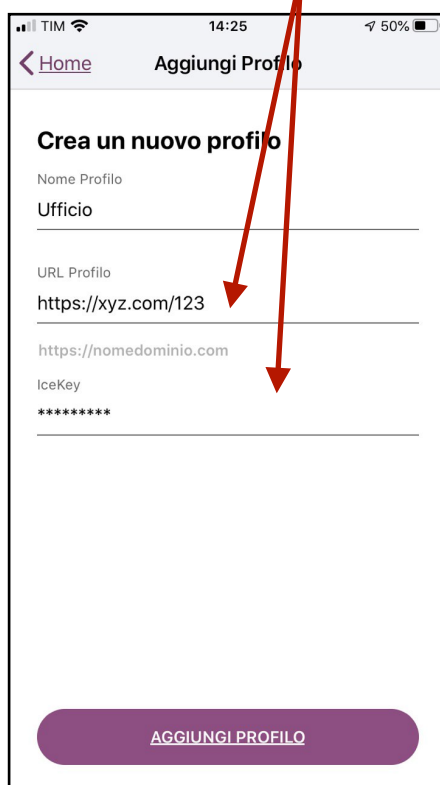 TIM 14:25 50%
Home Aggiungi Profilo
Crea un nuovo profilo
Nome Profilo
Ufficio
URL Profilo
https://xyz.com/123
https://nomedominio.com
IceKey
*********
AGGIUNGI PROFILO